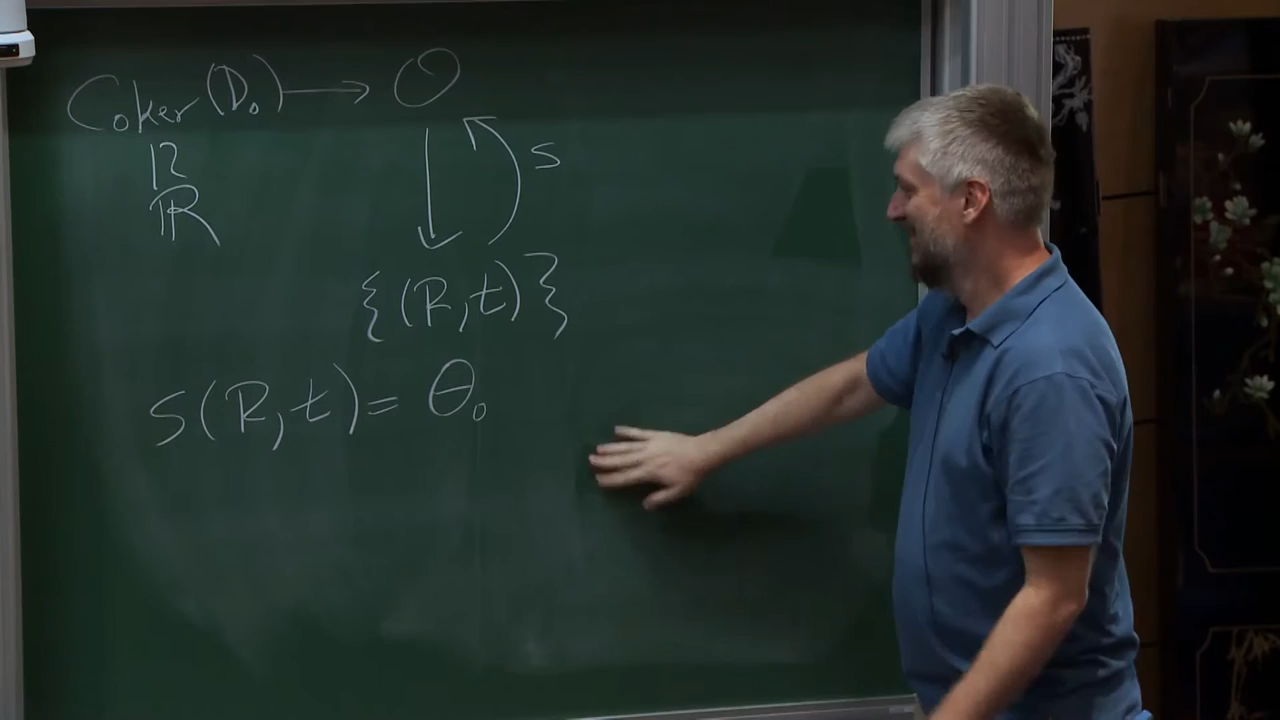 Coker(D₀) → O
≀
ℝ
s
{(R,t)}
s(R,t) = θ₀